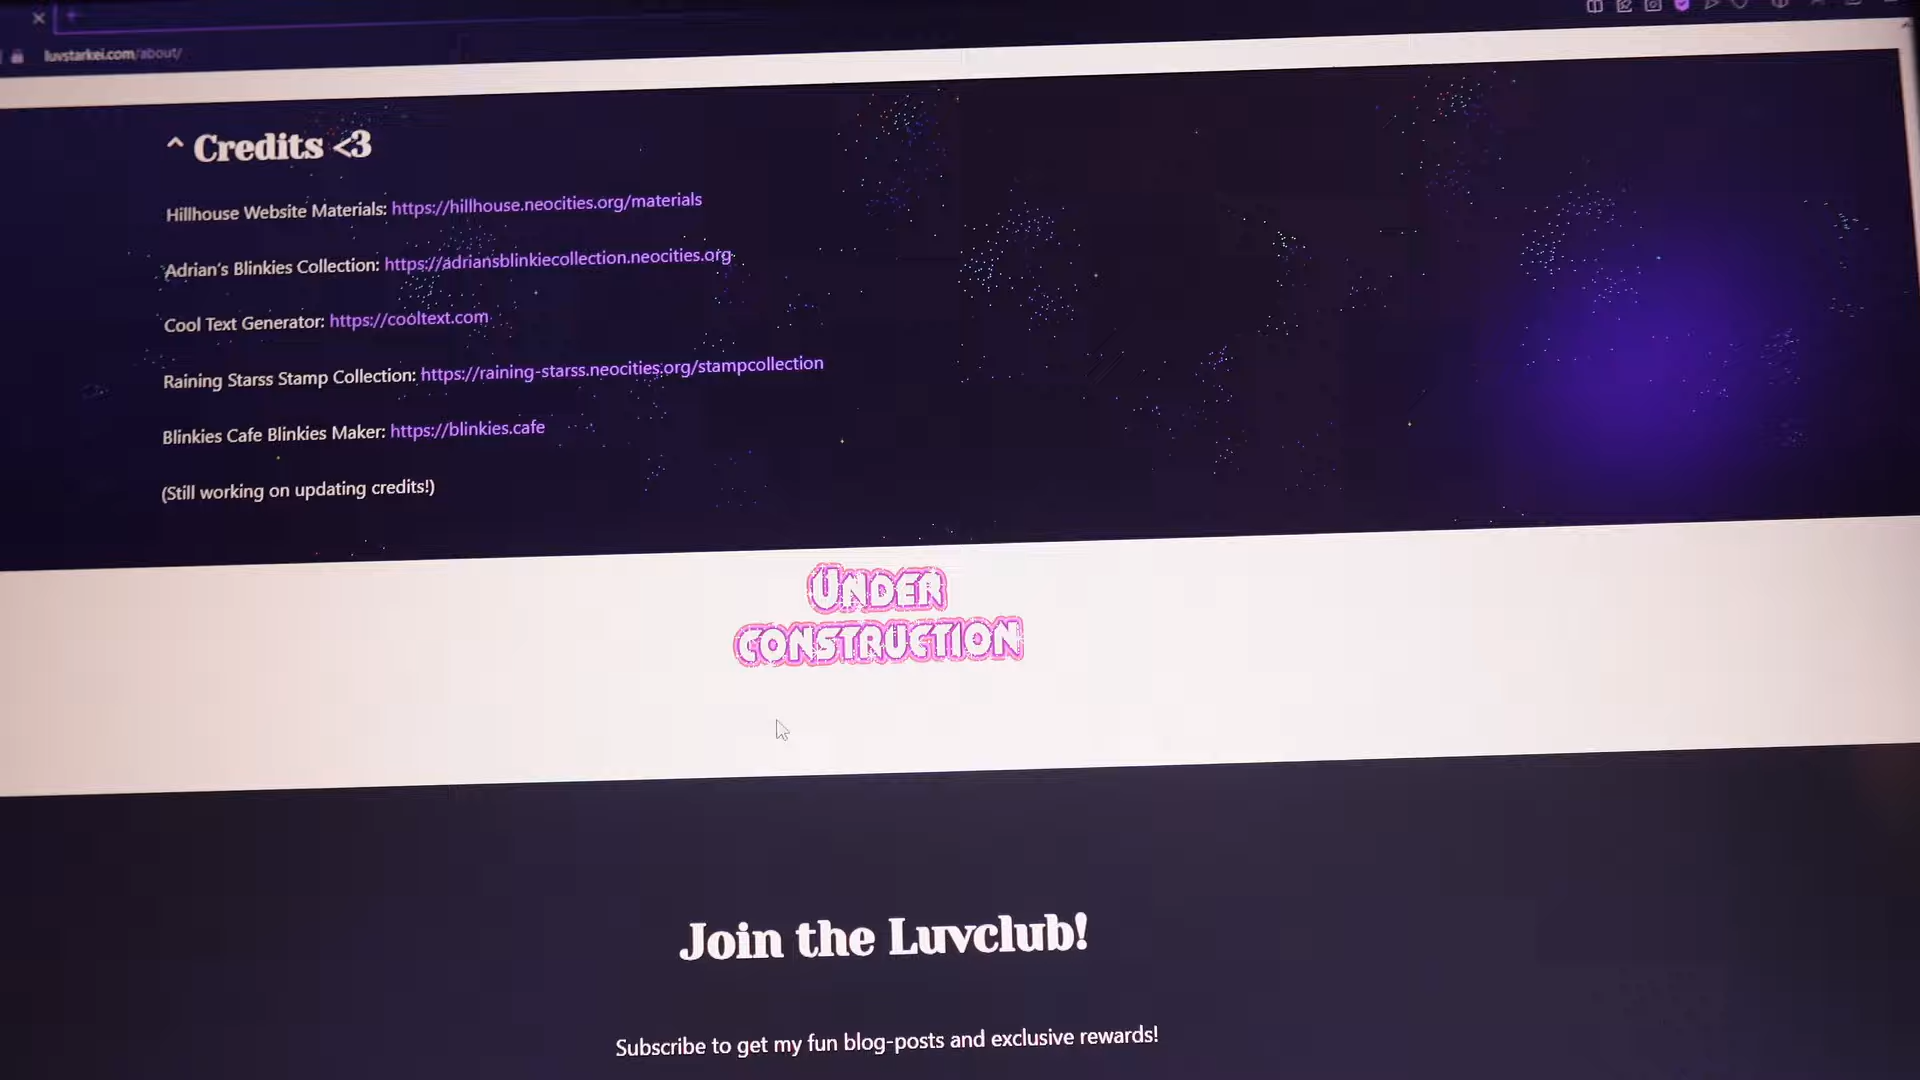 luvstarkei.com/about/
^ Credits <3
Hillhouse Website Materials: https://hillhouse.neocities.org/materials
Adrian's Blinkies Collection: https://adriansblinkiecollection.neocities.org
Cool Text Generator: https://cooltext.com
Raining Starss Stamp Collection: https://raining-starss.neocities.org/stampcollection
Blinkies Cafe Blinkies Maker: https://blinkies.cafe
(Still working on updating credits!)
UNDER
CONSTRUCTION
Join the Luvclub!
Subscribe to get my fun blog-posts and exclusive rewards!